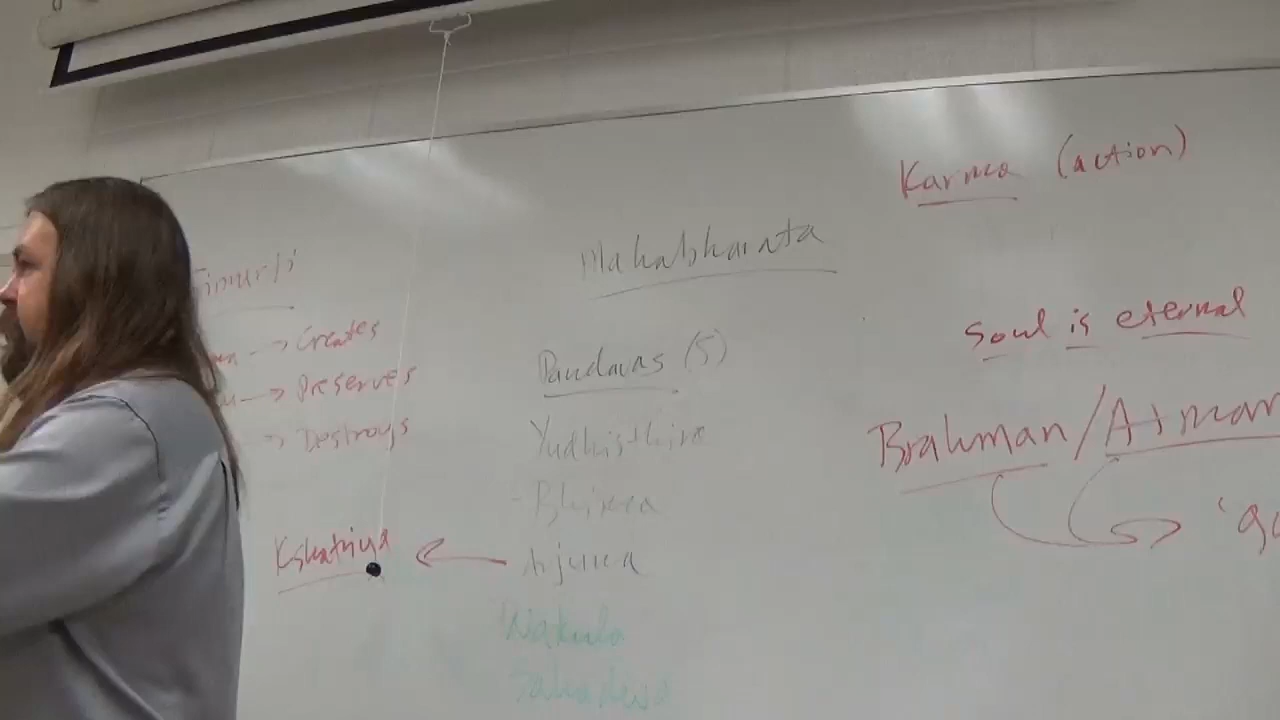 → Creates
→ Preserves
Destroys
Kshatriya ←
Mahabharata
Pandavas (5)
Yudhisthira
- Bhima
Arjuna
Nakula
Sahadeva
Karma (action)
Soul is eternal
Brahman/Atman